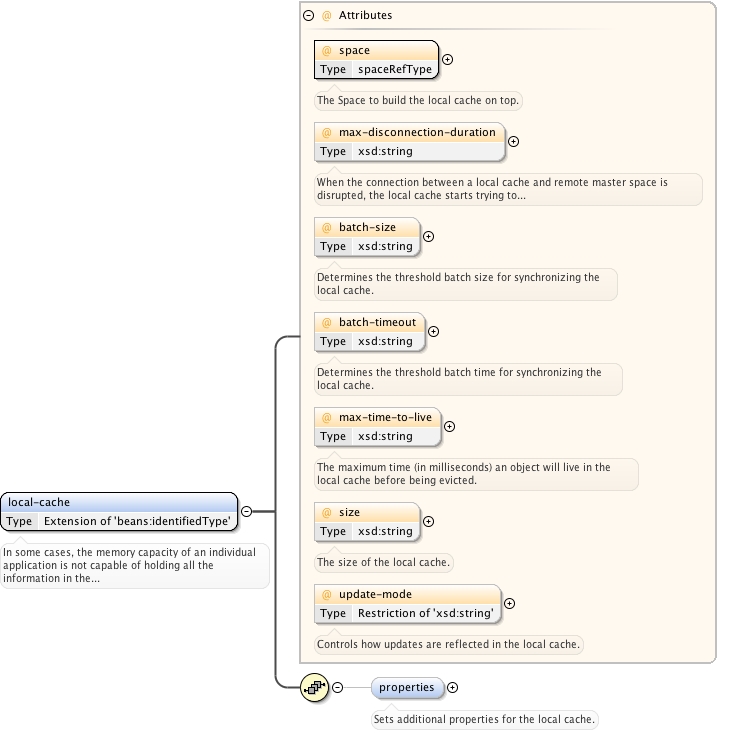 @ Attributes
@ space
Type spaceRefType
The Space to build the local cache on top.
@ max-disconnection-duration
Type xsd:string
When the connection between a local cache and remote master space is
disrupted, the local cache starts trying to...
@ batch-size
Type xsd:string
Determines the threshold batch size for synchronizing the
local cache.
@ batch-timeout
Type xsd:string
Determines the threshold batch time for synchronizing the
local cache.
@ max-time-to-live
Type xsd:string
The maximum time (in milliseconds) an object will live in the
local cache before being evicted.
@ size
Type xsd:string
The size of the local cache.
@ update-mode
Type Restriction of 'xsd:string'
Controls how updates are reflected in the local cache.
local-cache
Type Extension of 'beans:identifiedType'
In some cases, the memory capacity of an individual
application is not capable of holding all the
information in the...
properties
Sets additional properties for the local cache.